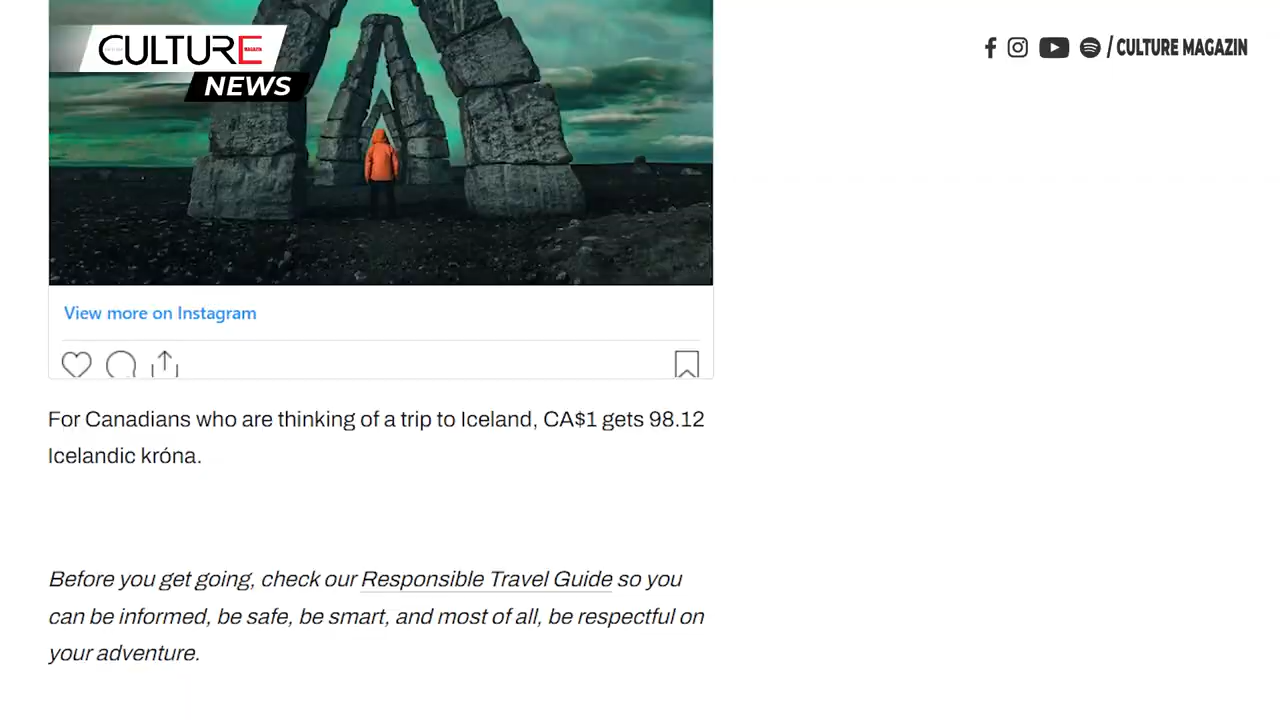 CULTURE
NEWS
/ CULTURE MAGAZIN
View more on Instagram
For Canadians who are thinking of a trip to Iceland, CA$1 gets 98.12
Icelandic króna.
Before you get going, check our Responsible Travel Guide so you
can be informed, be safe, be smart, and most of all, be respectful on
your adventure.